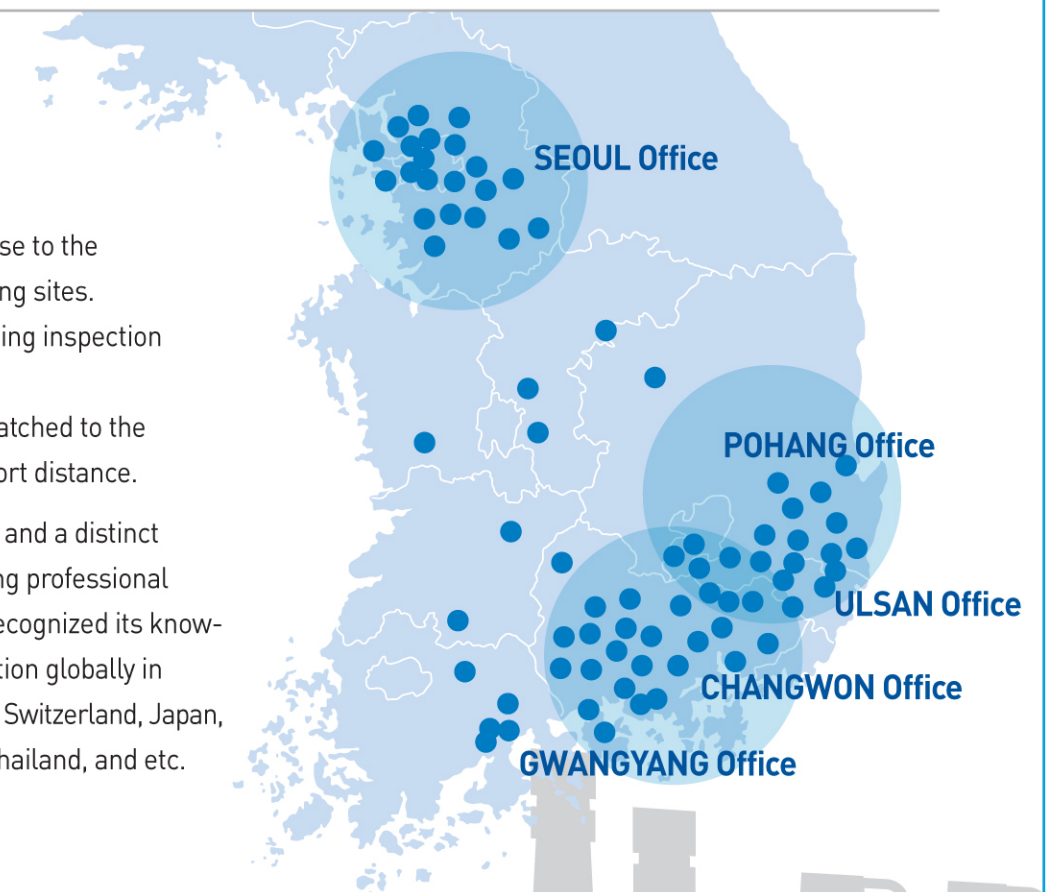 SEOUL Office
se to the
ng sites.
ing inspection
atched to the
ort distance.
and a distinct
ng professional
ecognized its know-
tion globally in
Switzerland, Japan,
hailand, and etc.
POHANG Office
ULSAN Office
CHANGWON Office
GWANGYANG Office